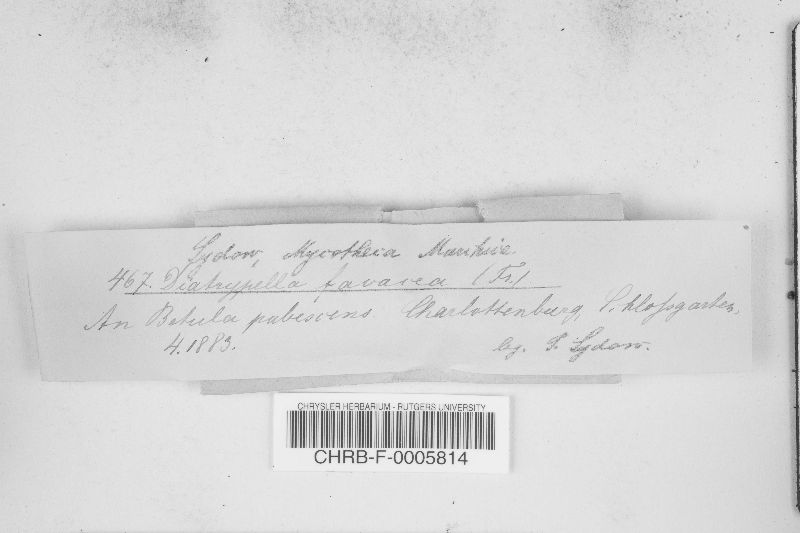 Sydow, Mycotheca Marchica.
467. Diatrypella favacea (Fr.)
An Betula pubescens. Charlottenburg, Schloßgarten,
4.1883. leg. P. Sydow.
CHRYSLER HERBARIUM - RUTGERS UNIVERSITY
CHRB-F-0005814